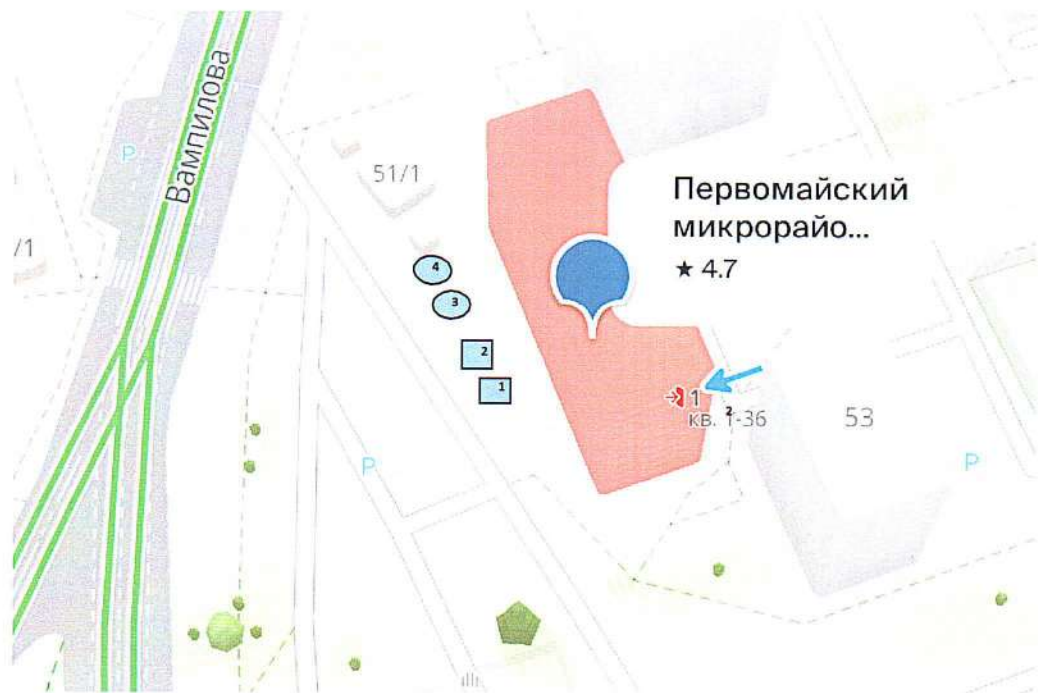 Вампилова
P
/1
51/1
Первомайский
микрорайо...
★ 4.7
4
3
2
1
1
2
кв. 1-36
53
P
P